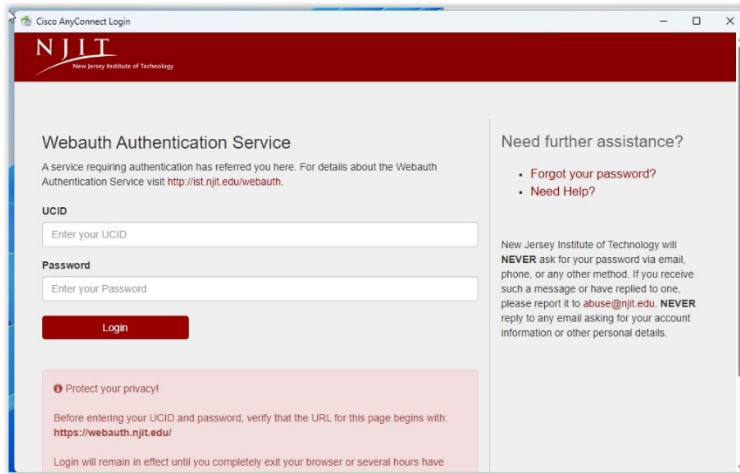 Cisco AnyConnect Login
NJIT
New Jersey Institute of Technology
Webauth Authentication Service
A service requiring authentication has referred you here. For details about the Webauth
Authentication Service visit http://ist.njit.edu/webauth.
UCID
Enter your UCID
Password
Enter your Password
Login
Protect your privacy!
Before entering your UCID and password, verify that the URL for this page begins with:
https://webauth.njit.edu/
Login will remain in effect until you completely exit your browser or several hours have
Need further assistance?
Forgot your password?
Need Help?
New Jersey Institute of Technology will
NEVER ask for your password via email,
phone, or any other method. If you receive
such a message or have replied to one,
please report it to abuse@njit.edu. NEVER
reply to any email asking for your account
information or other personal details.